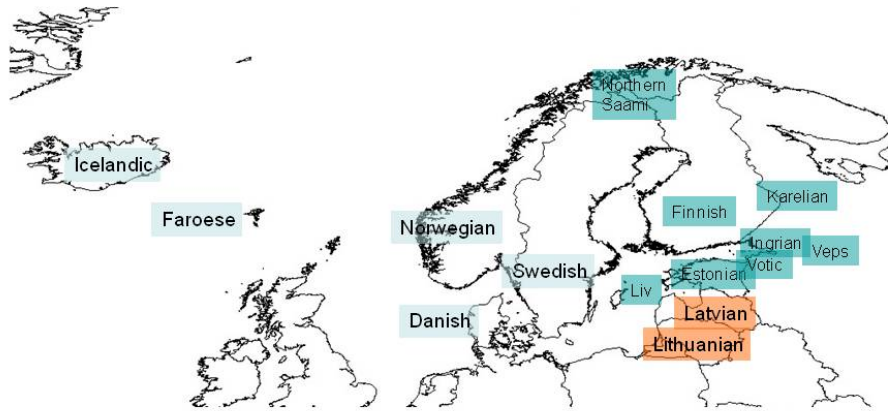 Northern
Saami
Icelandic
Karelian
Faroese
Finnish
Norwegian
Ingrian
Veps
Votic
Swedish
Estonian
Liv
Latvian
Danish
Lithuanian